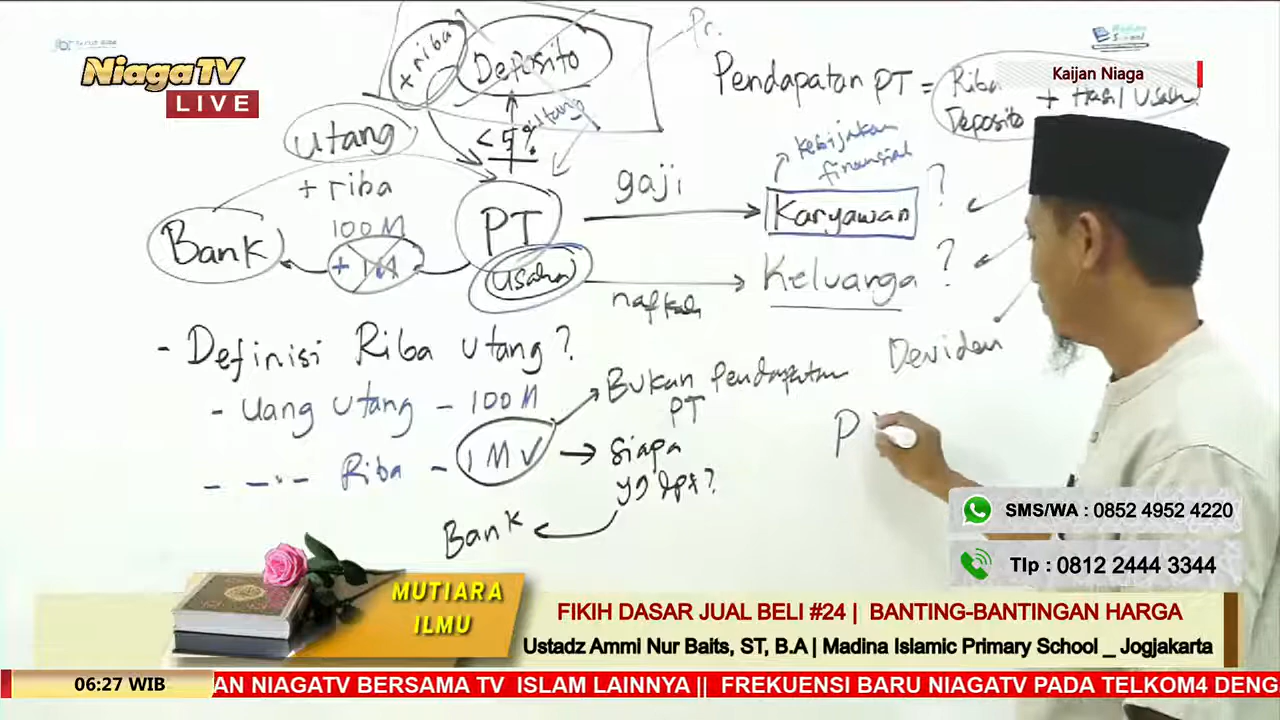 NiagaTV
LIVE
Kaijan Niaga
+ riba
Deposito
Pr.
Pendapatan PT = Riba Deposito + Hasil Usaha
utang
+ riba
100 M
< 5%
Bank
PT
usaha
gaji
kebijakan
finansial
Karyawan ?
nafkah
Keluarga ?
- Definisi Riba utang?
- Uang utang - 100 M
Riba - 1 M
Bukan pendapatan
PT
Siapa
yg dpt?
Bank
Deviden
P
SMS/WA : 0852 4952 4220
Tlp : 0812 2444 3344
MUTIARA
ILMU
FIKIH DASAR JUAL BELI #24 | BANTING-BANTINGAN HARGA
Ustadz Ammi Nur Baits, ST, B.A | Madina Islamic Primary School _ Jogjakarta
06:27 WIB
AN NIAGATV BERSAMA TV ISLAM LAINNYA || FREKUENSI BARU NIAGATV PADA TELKOM4 DENG